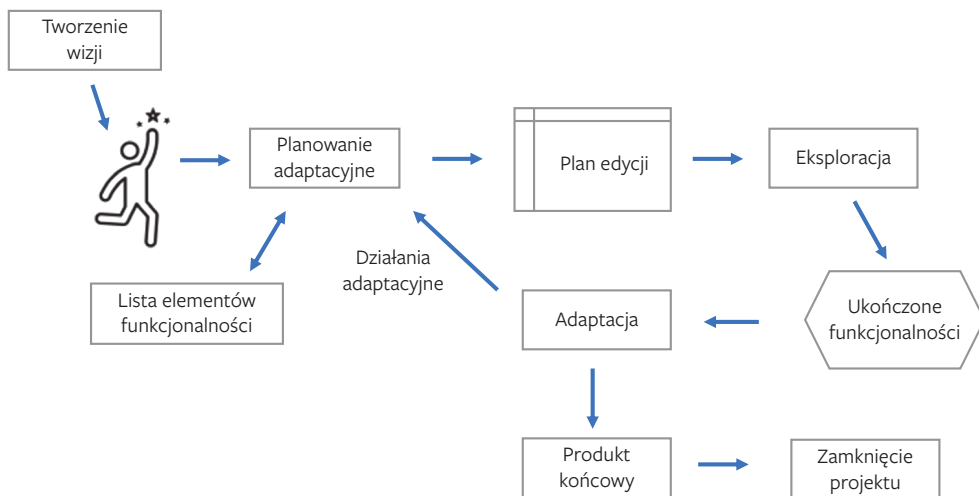 Tworzenie
wizji
Planowanie
adaptacyjne
Plan edycji
Eksploracja
Lista elementów
funkcjonalności
Działania
adaptacyjne
Adaptacja
Ukończone
funkcjonalności
Produkt
końcowy
Zamknięcie
projektu